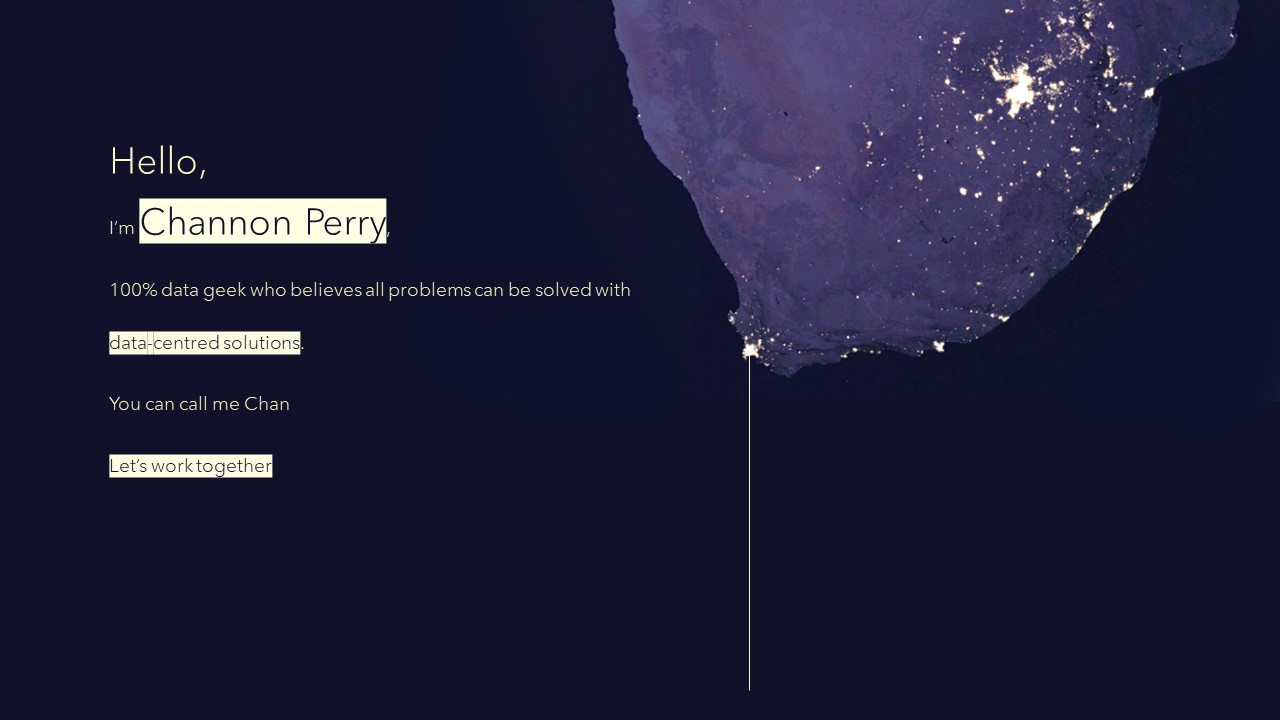 Hello,
I’m Channon Perry,
100% data geek who believes all problems can be solved with
data-centred solutions.
You can call me Chan
Let’s work together